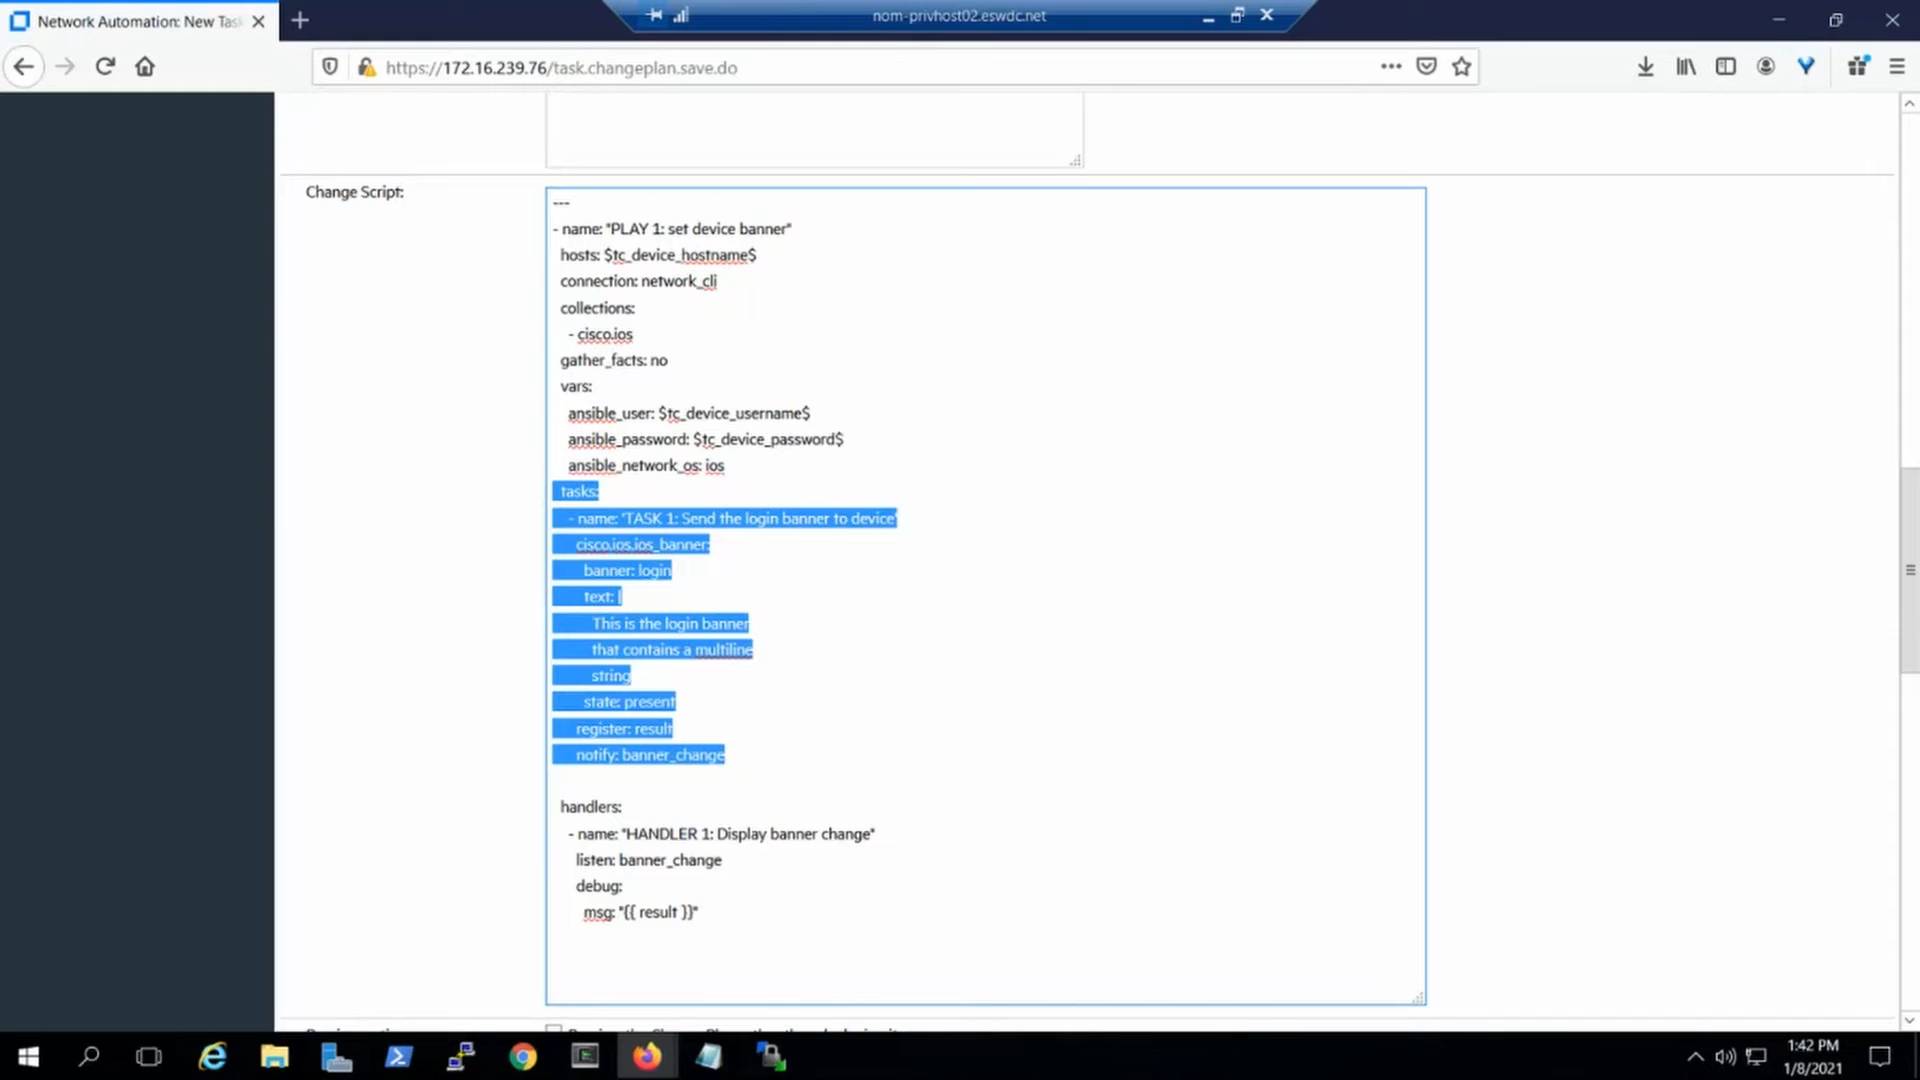 Network Automation: New Tas
nom-privhost02.eswdc.net
https://172.16.239.76/task.changeplan.save.do
Change Script:
---
- name: "PLAY 1: set device banner"
hosts: $tc_device_hostname$
connection: network_cli
collections:
- cisco.ios
gather_facts: no
vars:
ansible_user: $tc_device_username$
ansible_password: $tc_device_password$
ansible_network_os: ios
tasks:
- name: "TASK 1: Send the login banner to device"
cisco.ios.ios_banner:
banner: login
text: |
This is the login banner
that contains a multiline
string
state: present
register: result
notify: banner_change
handlers:
- name: "HANDLER 1: Display banner change"
listen: banner_change
debug:
msg: "{{ result }}"
1:42 PM
1/8/2021